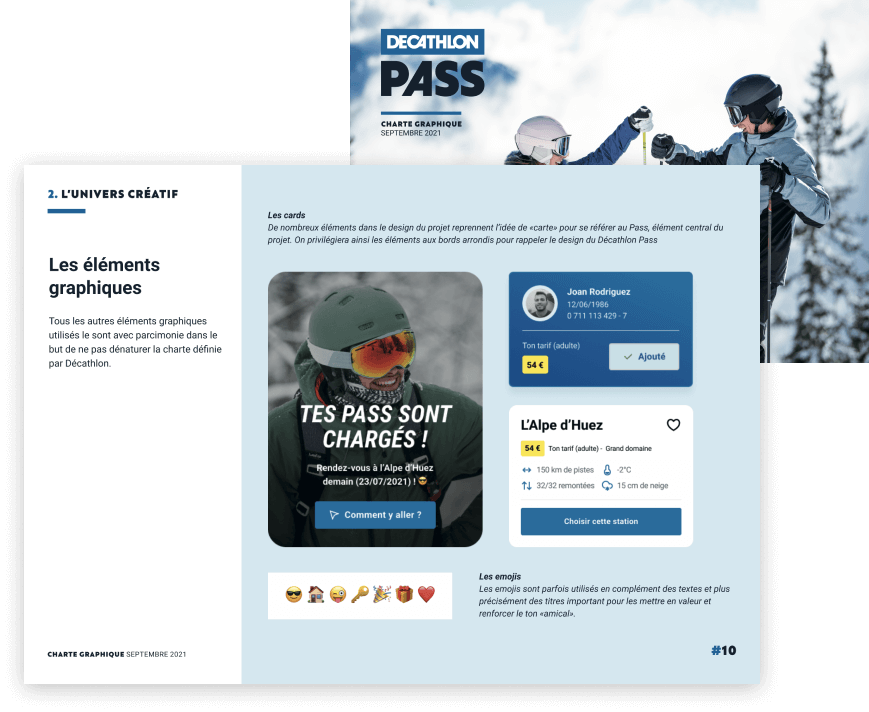 DECATHLON
PASS
CHARTE GRAPHIQUE
SEPTEMBRE 2021
2. L'UNIVERS CRÉATIF
Les éléments
graphiques
Tous les autres éléments graphiques
utilisés le sont avec parcimonie dans le
but de ne pas dénaturer la charte définie
par Décathlon.
CHARTE GRAPHIQUE SEPTEMBRE 2021
Les cards
De nombreux éléments dans le design du projet reprennent l'idée de «carte» pour se référer au Pass, élément central du
projet. On privilégiera ainsi les éléments aux bords arrondis pour rappeler le design du Décathlon Pass
TES PASS SONT
CHARGÉS !
Rendez-vous à l'Alpe d'Huez
demain (23/07/2021) ! 😎
Comment y aller ?
Joan Rodriguez
12/06/1986
0 711 113 429 - 7
Ton tarif (adulte)
54 €
Ajouté
L'Alpe d'Huez
54 € Ton tarif (adulte) - Grand domaine
150 km de pistes -2°C
32/32 remontées 15 cm de neige
Choisir cette station
Les emojis
Les emojis sont parfois utilisés en complément des textes et plus
précisément des titres important pour les mettre en valeur et
renforcer le ton «amical».
#10